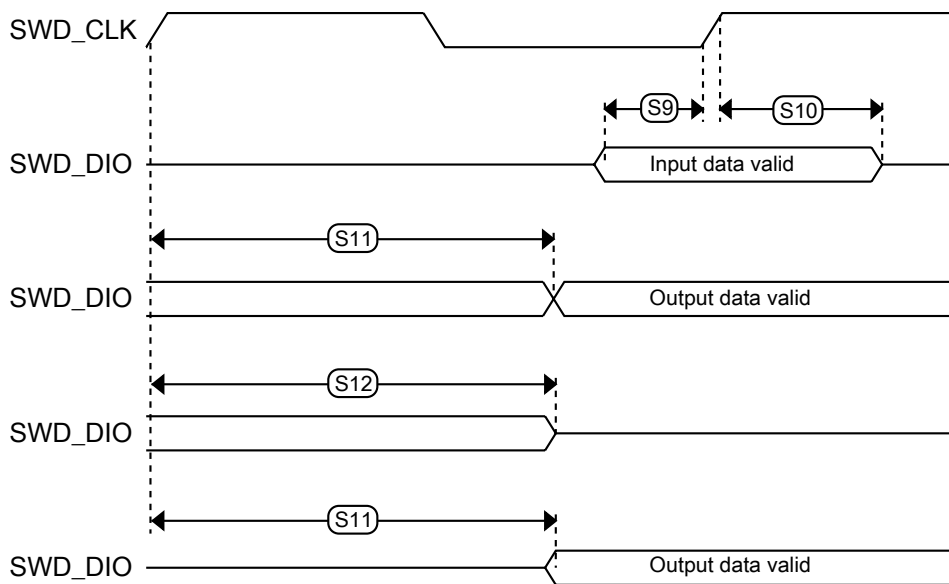 SWD_CLK
S9
S10
SWD_DIO
Input data valid
S11
SWD_DIO
Output data valid
S12
SWD_DIO
S11
SWD_DIO
Output data valid